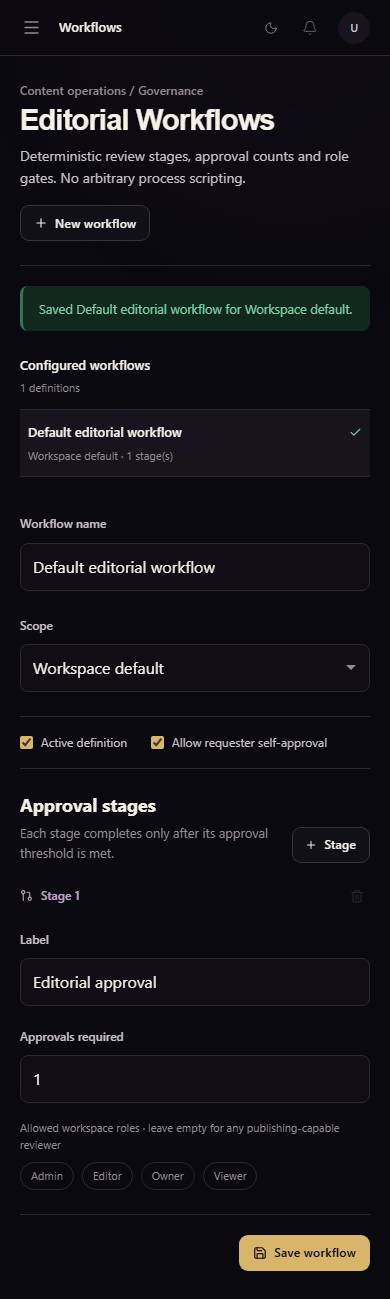 Workflows
U
Content operations / Governance
Editorial Workflows
Deterministic review stages, approval counts and role
gates. No arbitrary process scripting.
+ New workflow
Saved Default editorial workflow for Workspace default.
Configured workflows
1 definitions
Default editorial workflow
Workspace default · 1 stage(s)
Workflow name
Default editorial workflow
Scope
Workspace default
Active definition
Allow requester self-approval
Approval stages
Each stage completes only after its approval
threshold is met.
+ Stage
Stage 1
Label
Editorial approval
Approvals required
1
Allowed workspace roles · leave empty for any publishing-capable
reviewer
Admin
Editor
Owner
Viewer
Save workflow